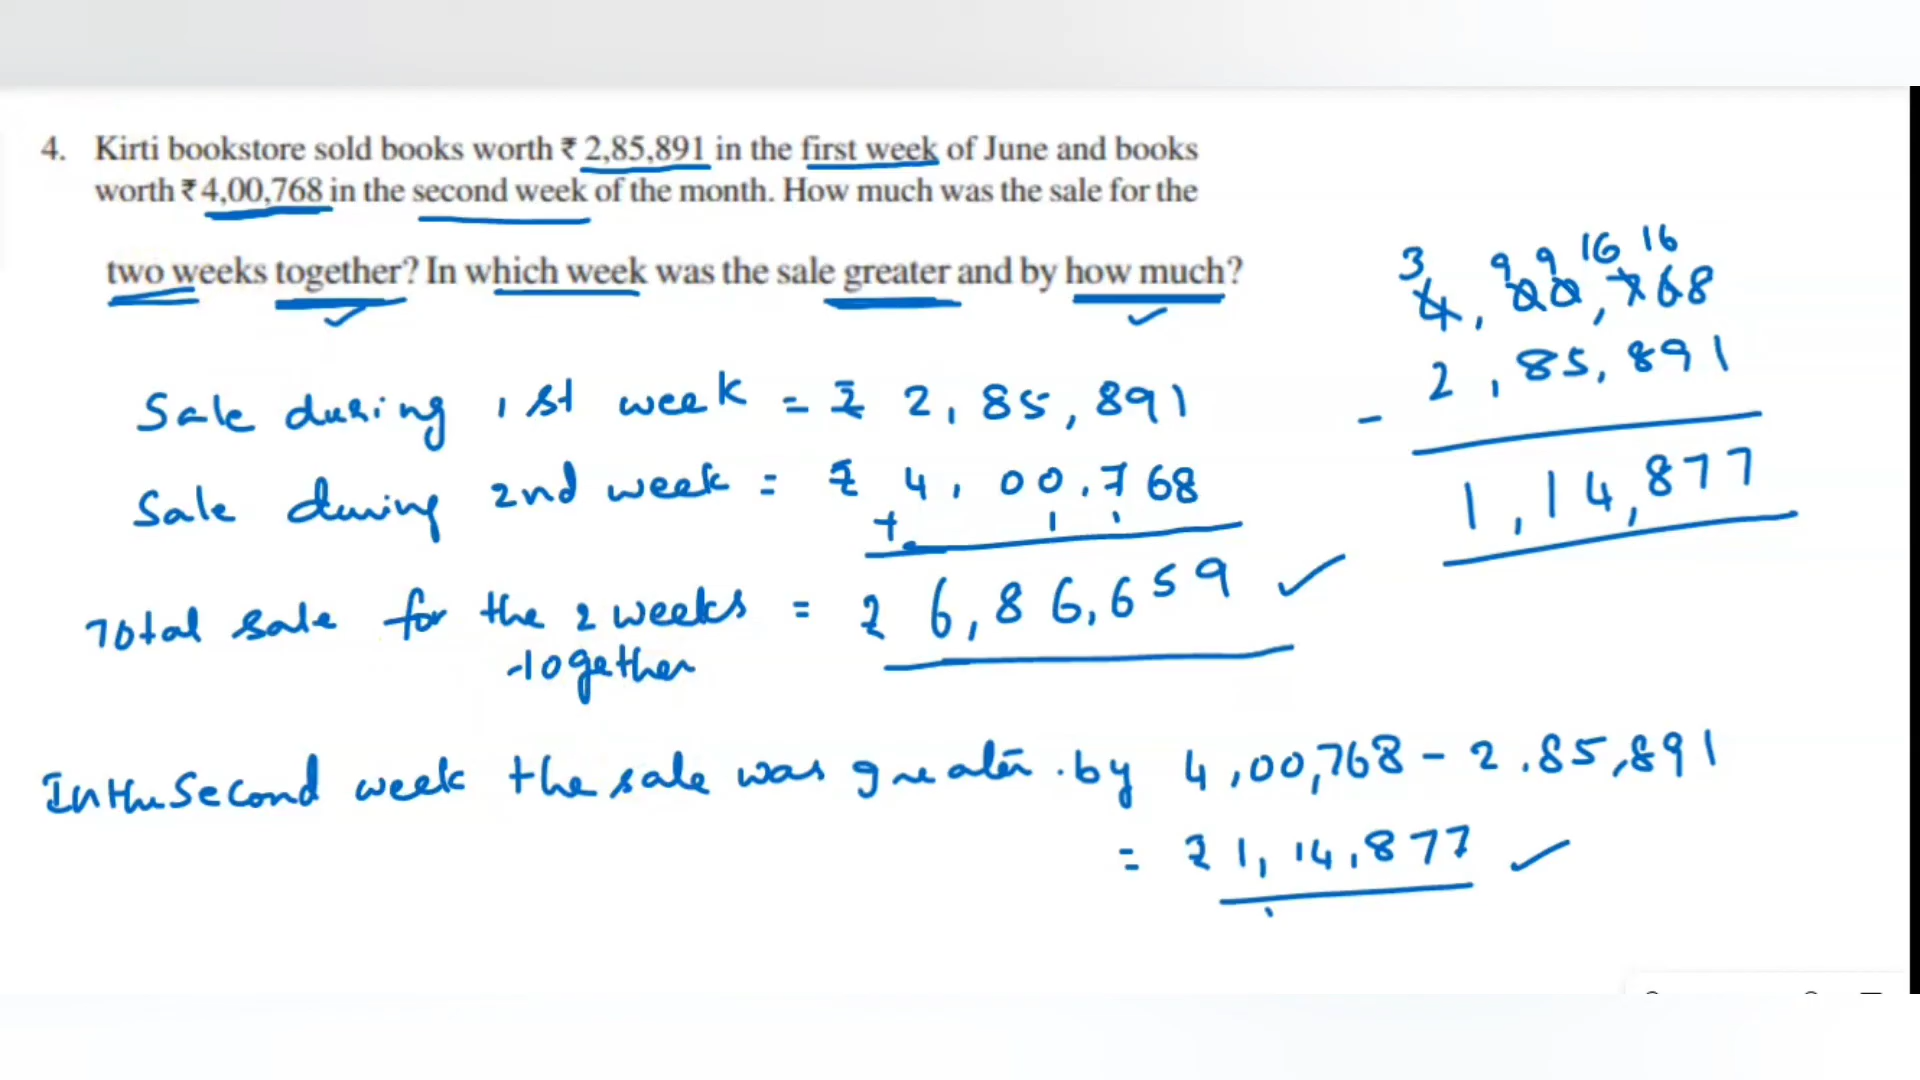 4. Kirti bookstore sold books worth ₹ 2,85,891 in the first week of June and books
worth ₹ 4,00,768 in the second week of the month. How much was the sale for the
two weeks together? In which week was the sale greater and by how much?
Sale during 1st week = ₹ 2,85,891
Sale during 2nd week = ₹ 4,00,768
+ 1 1
Total sale for the 2 weeks = ₹ 6,86,659
together
3 9 9 16 16
4,00,768
- 2,85,891
1,14,877
In the Second week the sale was greater by 4,00,768 - 2,85,891
= ₹ 1,14,877